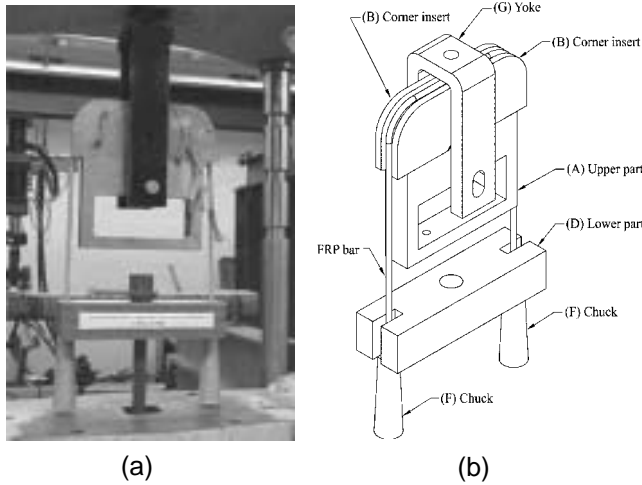 (G) Yoke
(B) Corner insert
(B) Corner insert
(A) Upper part
(D) Lower part
FRP bar
(F) Chuck
(F) Chuck
(a)
(b)